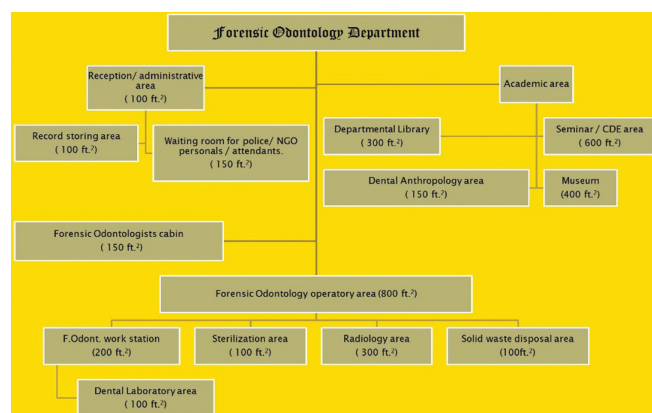 Forensic Odontology Department
Reception/ administrative
area
( 100 ft.²)
Academic area
Record storing area
( 100 ft.²)
Waiting room for police/ NGO
personals / attendants.
( 150 ft.²)
Departmental Library
( 300 ft.²)
Seminar / CDE area
( 600 ft.²)
Dental Anthropology area
( 150 ft.²)
Museum
(400 ft.²)
Forensic Odontologists cabin
( 150 ft.²)
Forensic Odontology operatory area (800 ft.²)
F.Odont. work station
(200 ft.²)
Sterilization area
( 100 ft.²)
Radiology area
( 300 ft.²)
Solid waste disposal area
(100ft.²)
Dental Laboratory area
( 100 ft.²)